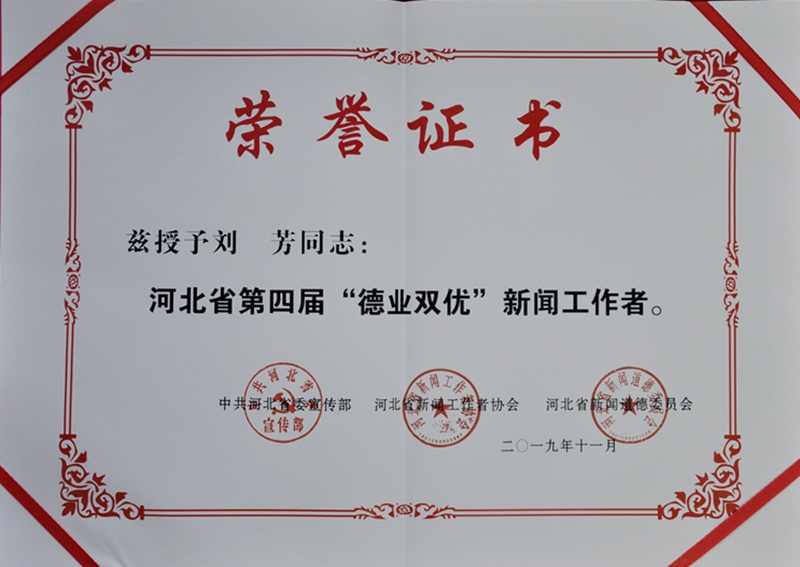 荣誉证书
兹授予刘 芳同志：
河北省第四届“德业双优”新闻工作者。
中共河北省委宣传部 河北省新闻工作者协会 河北省新闻道德委员会
二〇一九年十一月